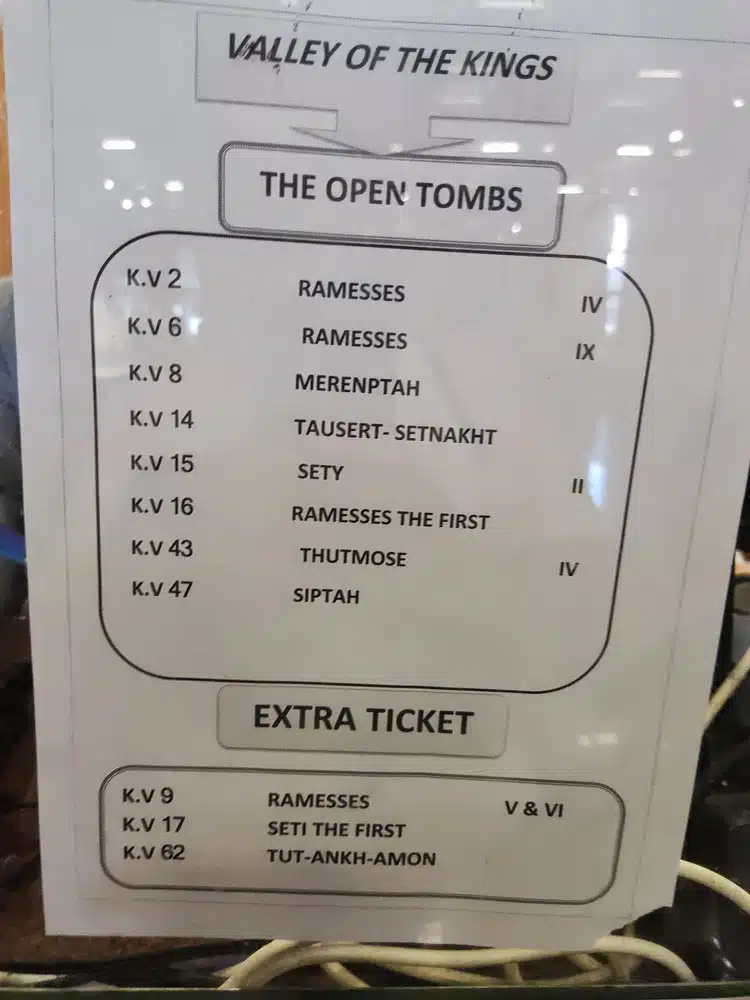 VALLEY OF THE KINGS
THE OPEN TOMBS
K.V 2 RAMESSES IV
K.V 6 RAMESSES IX
K.V 8 MERENPTAH
K.V 14 TAUSERT- SETNAKHT
K.V 15 SETY II
K.V 16 RAMESSES THE FIRST
K.V 43 THUTMOSE IV
K.V 47 SIPTAH
EXTRA TICKET
K.V 9 RAMESSES V & VI
K.V 17 SETI THE FIRST
K.V 62 TUT-ANKH-AMON